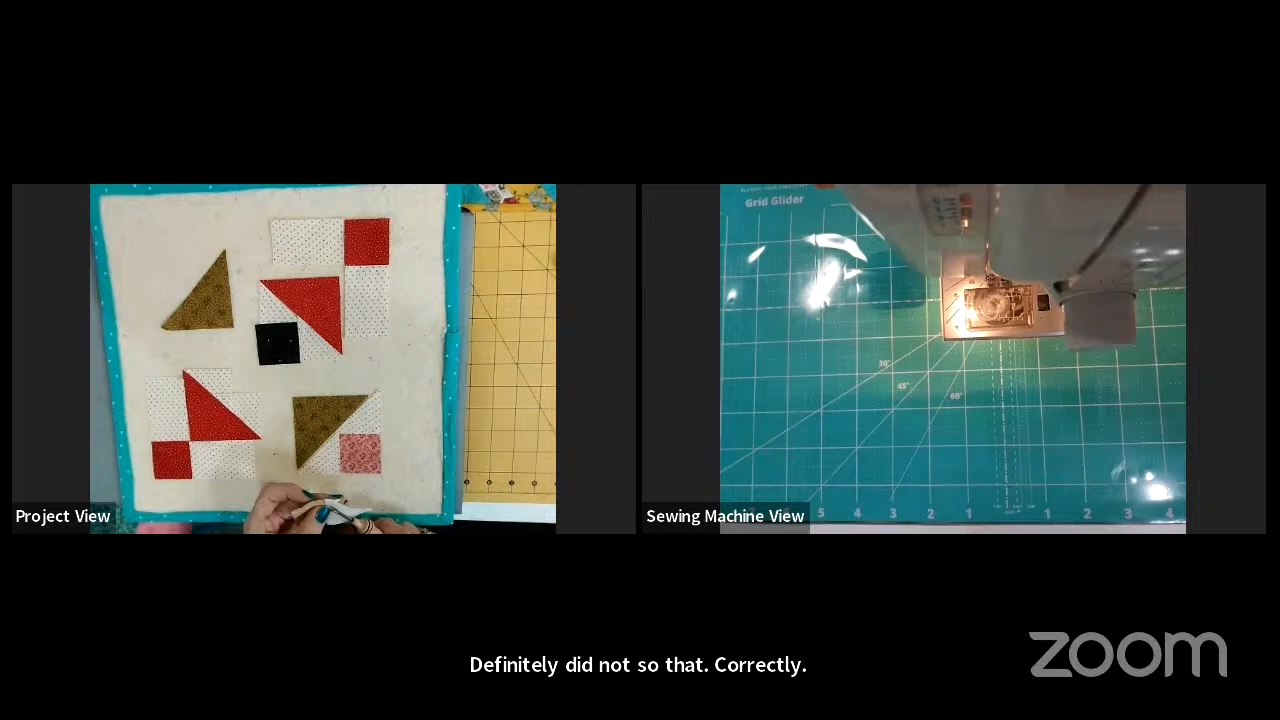 Grid Glider
30°
45°
60°
5 4 3 2 1 1 2 3 4
Project View
Sewing Machine View
Definitely did not so that. Correctly.
zoom